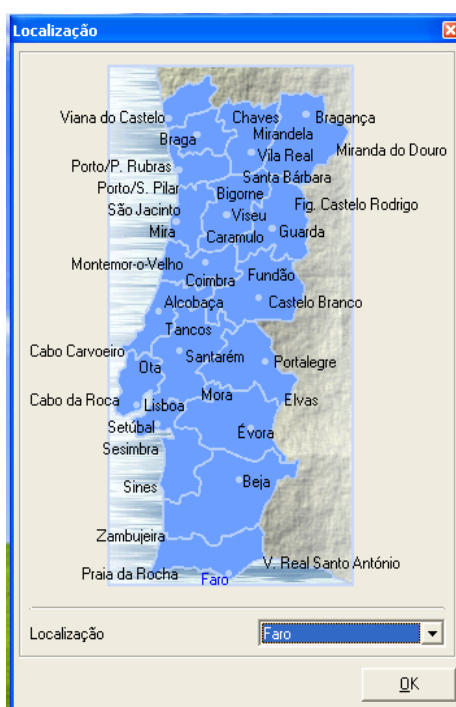 Localização
Viana do Castelo
Chaves
Bragança
Braga
Mirandela
Vila Real
Miranda do Douro
Porto/P. Rubras
Santa Bárbara
Porto/S. Pilar
Bigorne
Fig. Castelo Rodrigo
São Jacinto
Viseu
Mira
Caramulo
Guarda
Montemor-o-Velho
Coimbra
Fundão
Alcobaça
Castelo Branco
Tancos
Cabo Carvoeiro
Santarém
Ota
Portalegre
Cabo da Roca
Lisboa
Mora
Elvas
Setúbal
Évora
Sesimbra
Sines
Beja
Zambujeira
V. Real Santo António
Praia da Rocha
Faro
Localização
Faro
OK